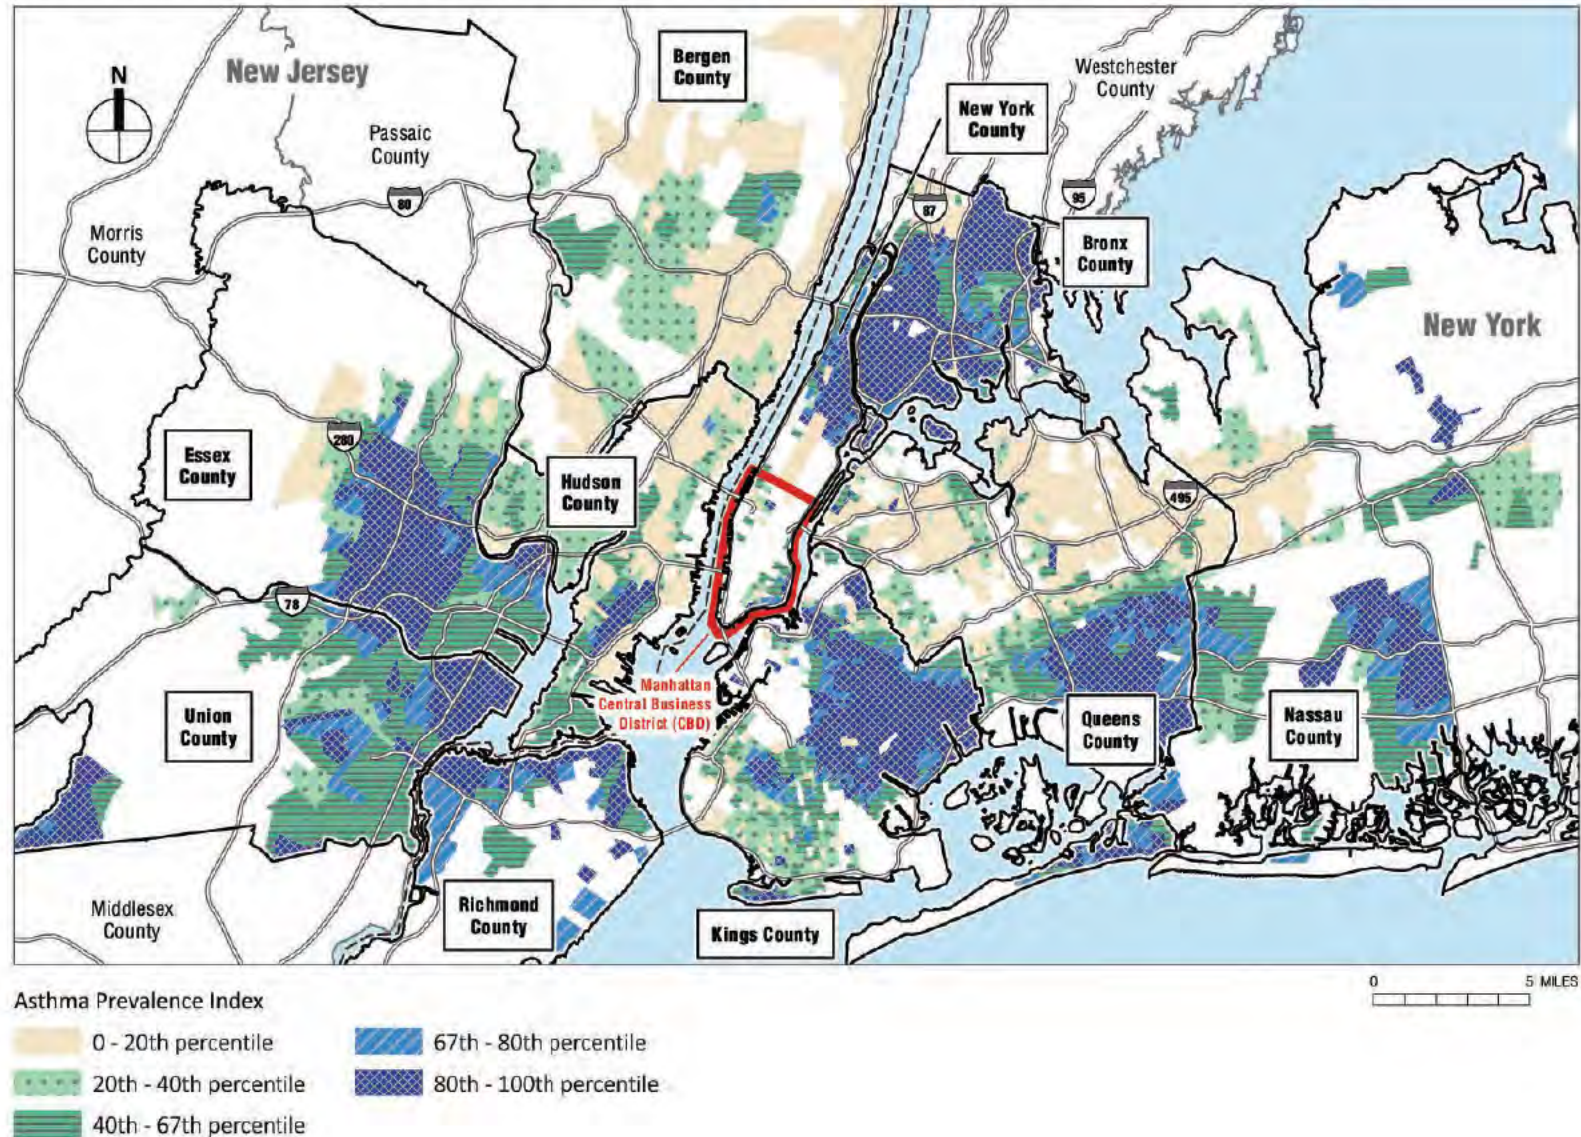 New Jersey
N
Passaic
County
Bergen
County
New York
County
Westchester
County
80
87
95
Morris
County
Bronx
County
New York
280
Essex
County
Hudson
County
495
78
Manhattan
Central Business
District (CBD)
Union
County
Queens
County
Nassau
County
Middlesex
County
Richmond
County
Kings County
0 5 MILES
Asthma Prevalence Index
0 - 20th percentile
20th - 40th percentile
40th - 67th percentile
67th - 80th percentile
80th - 100th percentile